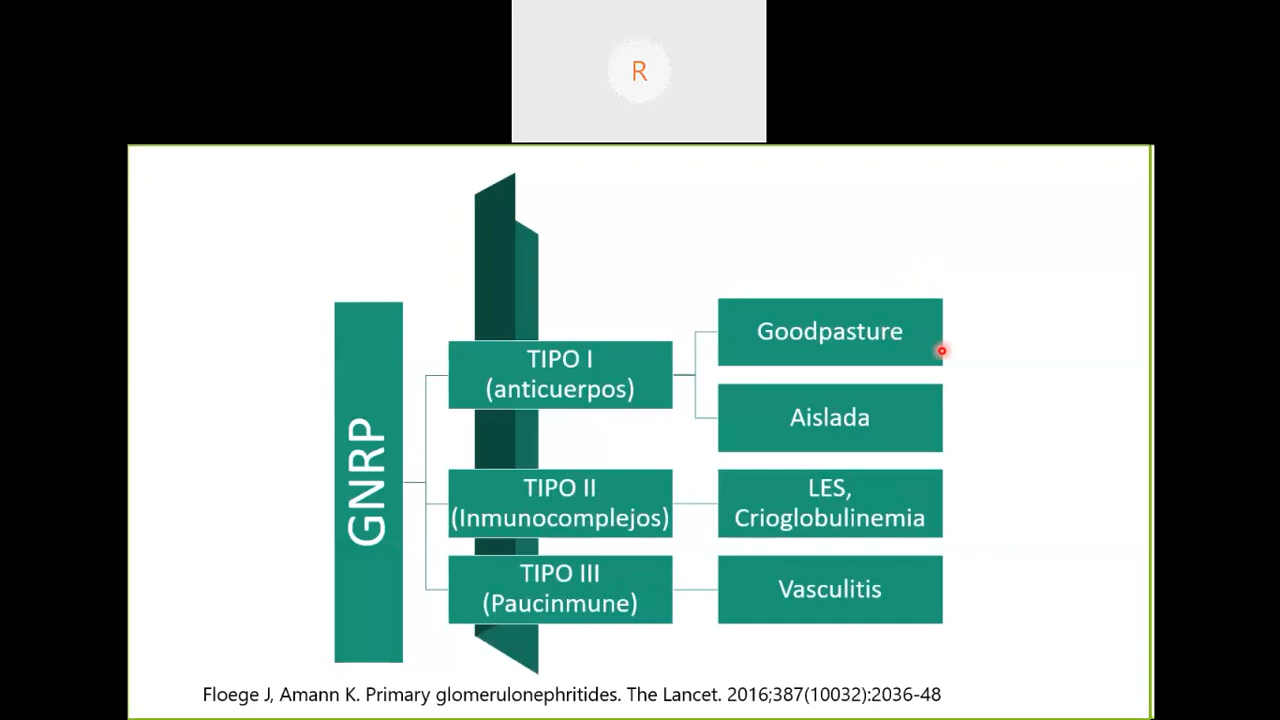 R
GNRP
TIPO I
(anticuerpos)
Goodpasture
Aislada
TIPO II
(Inmunocomplejos)
LES,
Crioglobulinemia
TIPO III
(Paucinmune)
Vasculitis
Floege J, Amann K. Primary glomerulonephritides. The Lancet. 2016;387(10032):2036-48